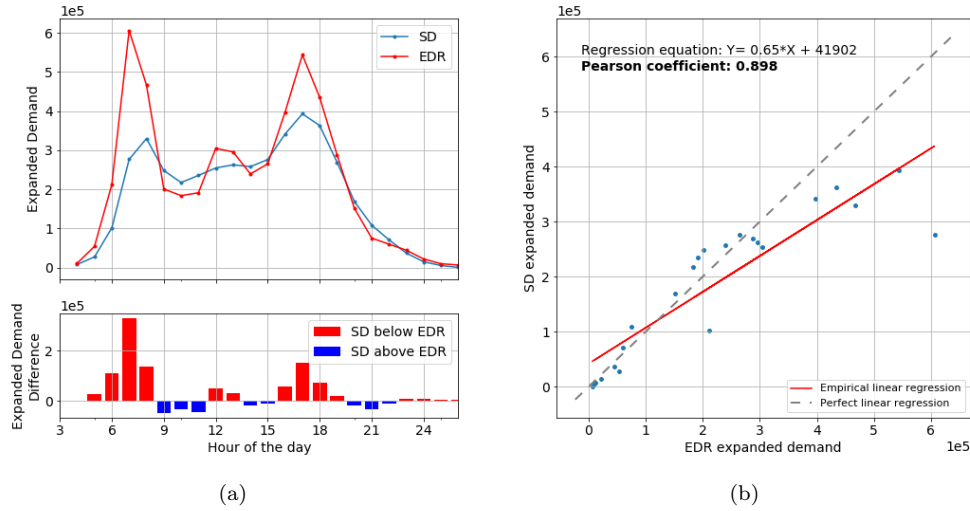 1e5
6
5
4
3
2
1
0
Expanded Demand
SD
EDR
1e5
2
0
Expanded Demand
Difference
SD below EDR
SD above EDR
3 6 9 12 15 18 21 24
Hour of the day
(a)
1e5
6
5
4
3
2
1
0
SD expanded demand
Regression equation: Y= 0.65*X + 41902
Pearson coefficient: 0.898
Empirical linear regression
Perfect linear regression
0 1 2 3 4 5 6
1e5
EDR expanded demand
(b)